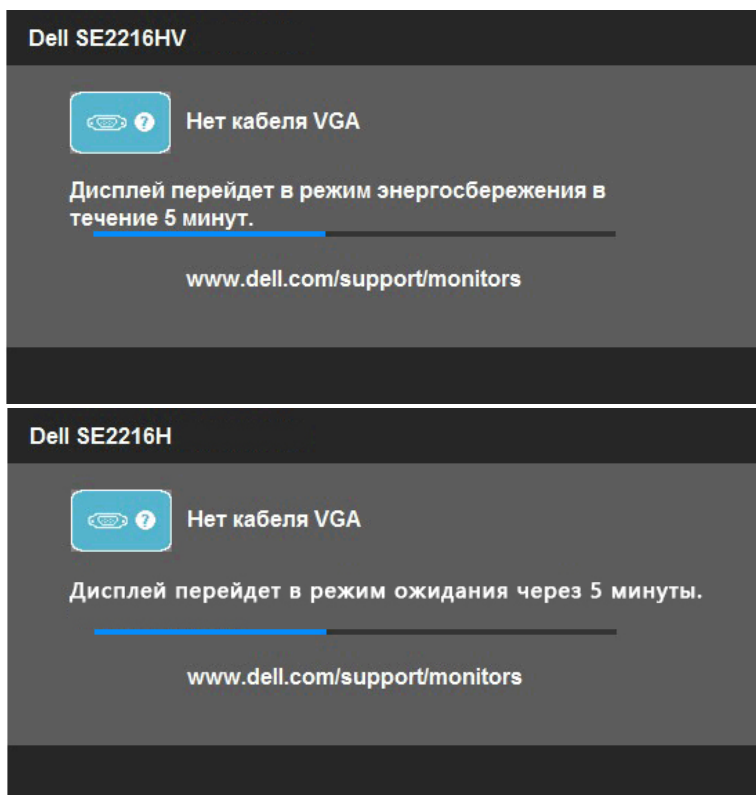 Dell SE2216HV
Нет кабеля VGA
Дисплей перейдет в режим энергосбережения в
течение 5 минут.
www.dell.com/support/monitors
Dell SE2216H
Нет кабеля VGA
Дисплей перейдет в режим ожидания через 5 минуты.
www.dell.com/support/monitors